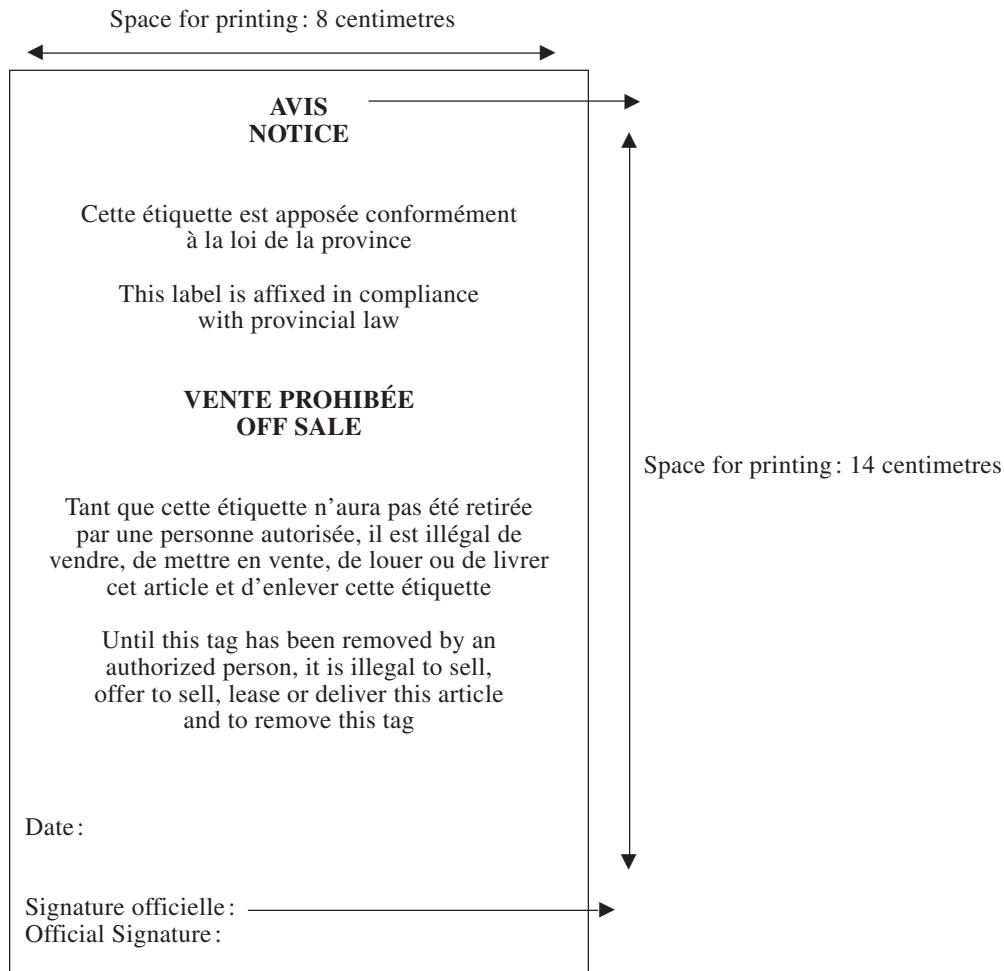 Space for printing: 8 centimetres
AVIS
NOTICE
Cette étiquette est apposée conformément
à la loi de la province
This label is affixed in compliance
with provincial law
VENTE PROHIBÉE
OFF SALE
Space for printing: 14 centimetres
Tant que cette étiquette n'aura pas été retirée
par une personne autorisée, il est illégal de
vendre, de mettre en vente, de louer ou de livrer
cet article et d'enlever cette étiquette
Until this tag has been removed by an
authorized person, it is illegal to sell,
offer to sell, lease or deliver this article
and to remove this tag
Date:
Signature officielle:
Official Signature: